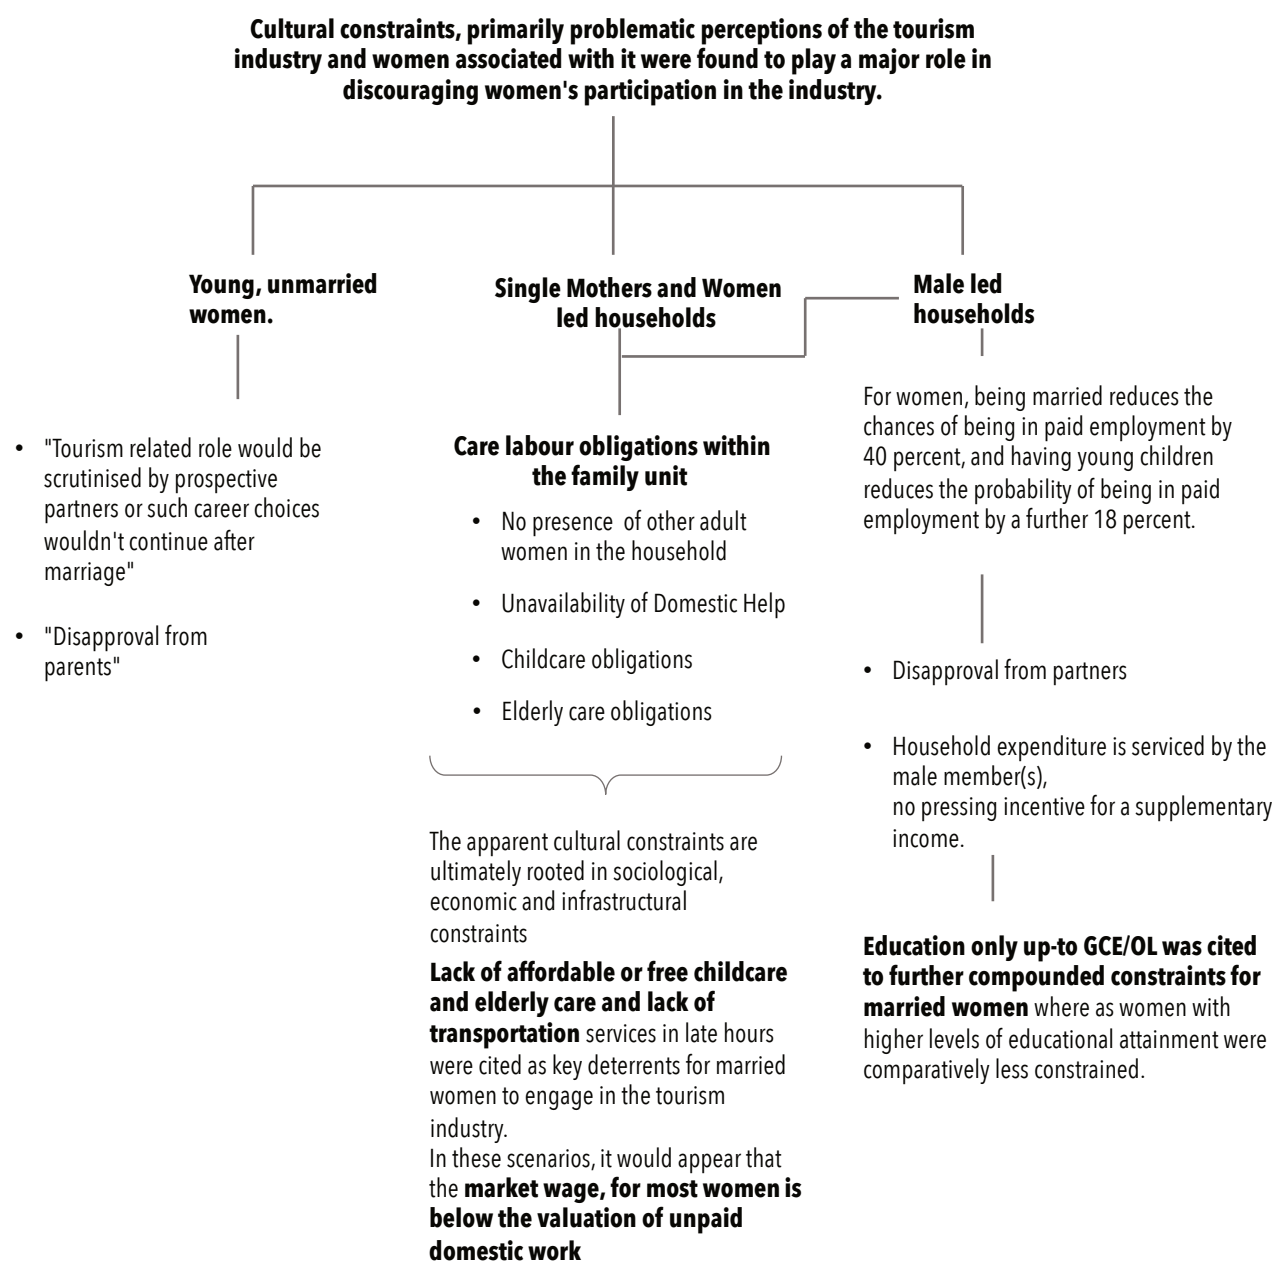 Cultural constraints, primarily problematic perceptions of the tourism
industry and women associated with it were found to play a major role in
discouraging women's participation in the industry.
Young, unmarried
women.
• "Tourism related role would be
scrutinised by prospective
partners or such career choices
wouldn't continue after
marriage"
• "Disapproval from
parents"
Single Mothers and Women
led households
Care labour obligations within
the family unit
• No presence of other adult
women in the household
• Unavailability of Domestic Help
• Childcare obligations
• Elderly care obligations
The apparent cultural constraints are
ultimately rooted in sociological,
economic and infrastructural
constraints
Lack of affordable or free childcare
and elderly care and lack of
transportation services in late hours
were cited as key deterrents for married
women to engage in the tourism
industry.
In these scenarios, it would appear that
the market wage, for most women is
below the valuation of unpaid
domestic work
Male led
households
For women, being married reduces the
chances of being in paid employment by
40 percent, and having young children
reduces the probability of being in paid
employment by a further 18 percent.
• Disapproval from partners
• Household expenditure is serviced by the
male member(s),
no pressing incentive for a supplementary
income.
Education only up-to GCE/OL was cited
to further compounded constraints for
married women where as women with
higher levels of educational attainment were
comparatively less constrained.